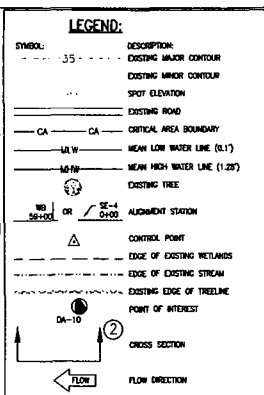 LEGEND:
SYMBOL: DESCRIPTION:
35 EXISTING MAJOR CONTOUR
EXISTING MINOR CONTOUR
SPOT ELEVATION
EXISTING ROAD
CA CA CRITICAL AREA BOUNDARY
MLW MEAN LOW WATER LINE (0.1')
MHW MEAN HIGH WATER LINE (1.28')
EXISTING TREE
WB 59+00 OR SE-4 0+00 ALIGNMENT STATION
CONTROL POINT
EDGE OF EXISTING WETLANDS
EDGE OF EXISTING STREAM
EXISTING EDGE OF TREELINE
POINT OF INTEREST
DA-10
2
CROSS SECTION
FLOW FLOW DIRECTION